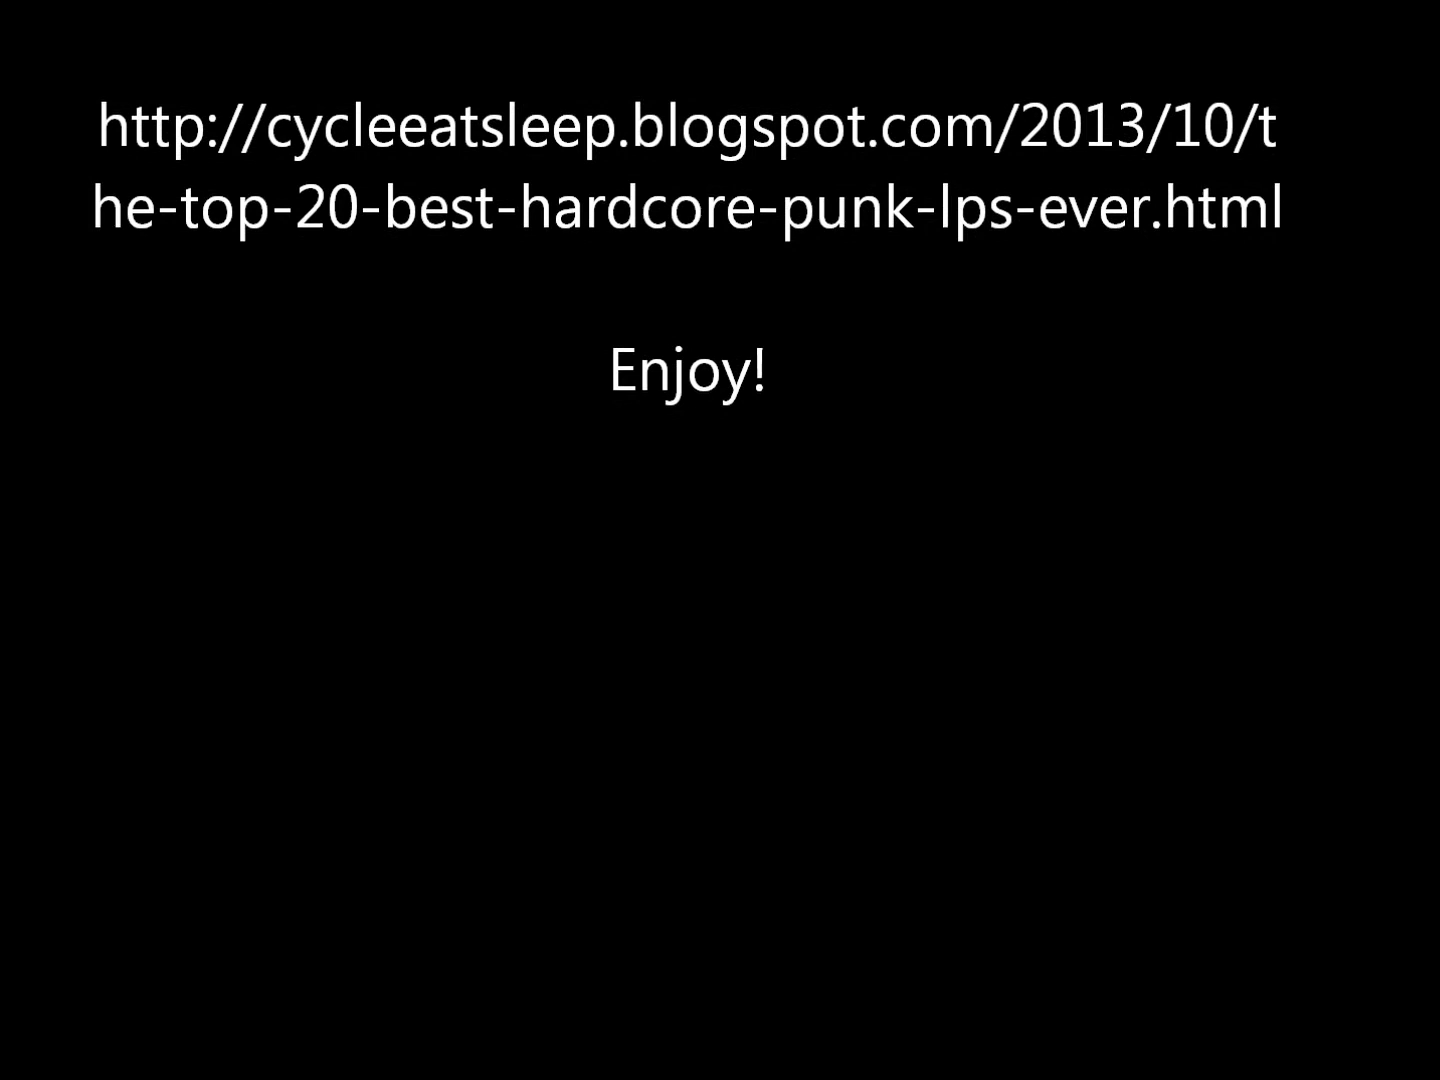 http://cycleeatsleep.blogspot.com/2013/10/t
he-top-20-best-hardcore-punk-lps-ever.html
Enjoy!